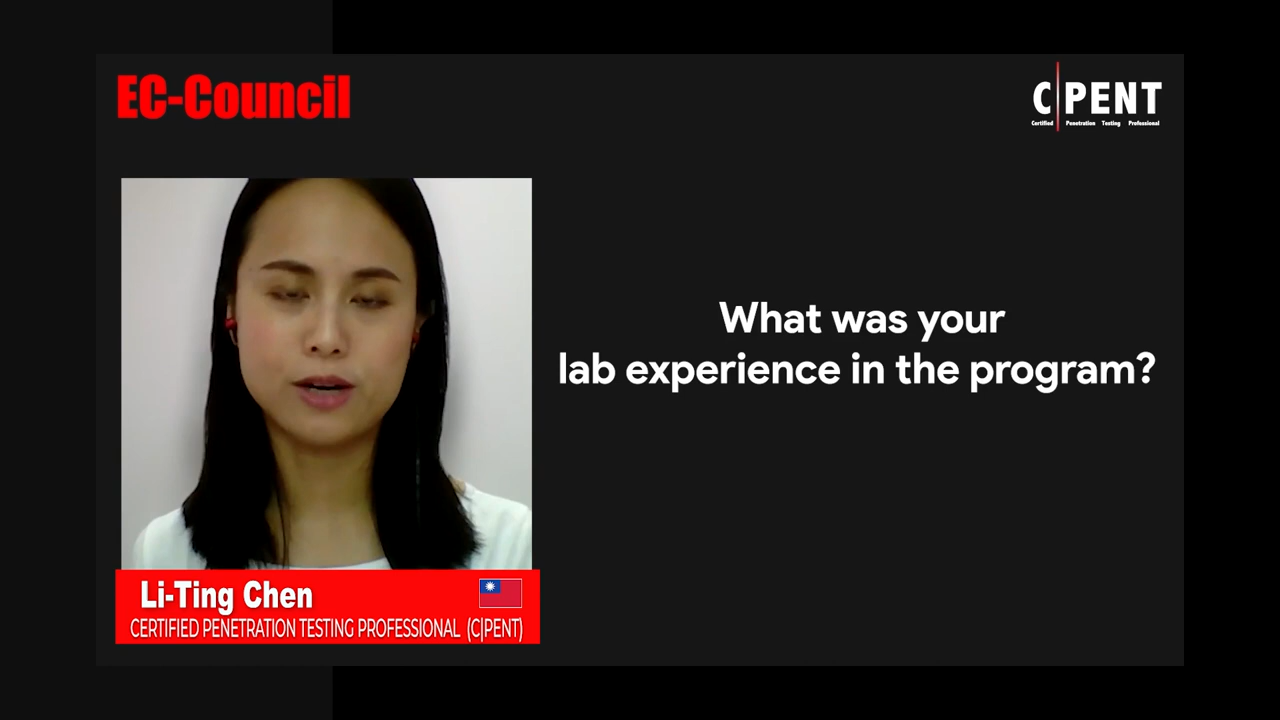 EC-Council
C|PENT
Certified Penetration Testing Professional
What was your
lab experience in the program?
Li-Ting Chen
CERTIFIED PENETRATION TESTING PROFESSIONAL (C|PENT)